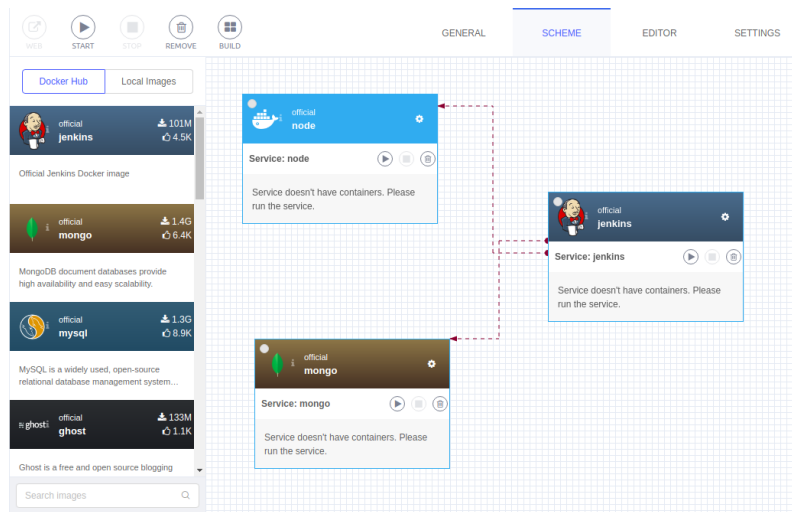 WEB
START
STOP
REMOVE
BUILD
GENERAL
SCHEME
EDITOR
SETTINGS
Docker Hub
Local Images
official
jenkins
101M
4.5K
Official Jenkins Docker image
official
mongo
1.4G
6.4K
MongoDB document databases provide
high availability and easy scalability.
official
mysql
1.3G
8.9K
MySQL is a widely used, open-source
relational database management system…
ghost
official
ghost
133M
1.1K
Ghost is a free and open source blogging
Search images
official
node
Service: node
Service doesn't have containers. Please
run the service.
official
jenkins
Service: jenkins
Service doesn't have containers. Please
run the service.
official
mongo
Service: mongo
Service doesn't have containers. Please
run the service.